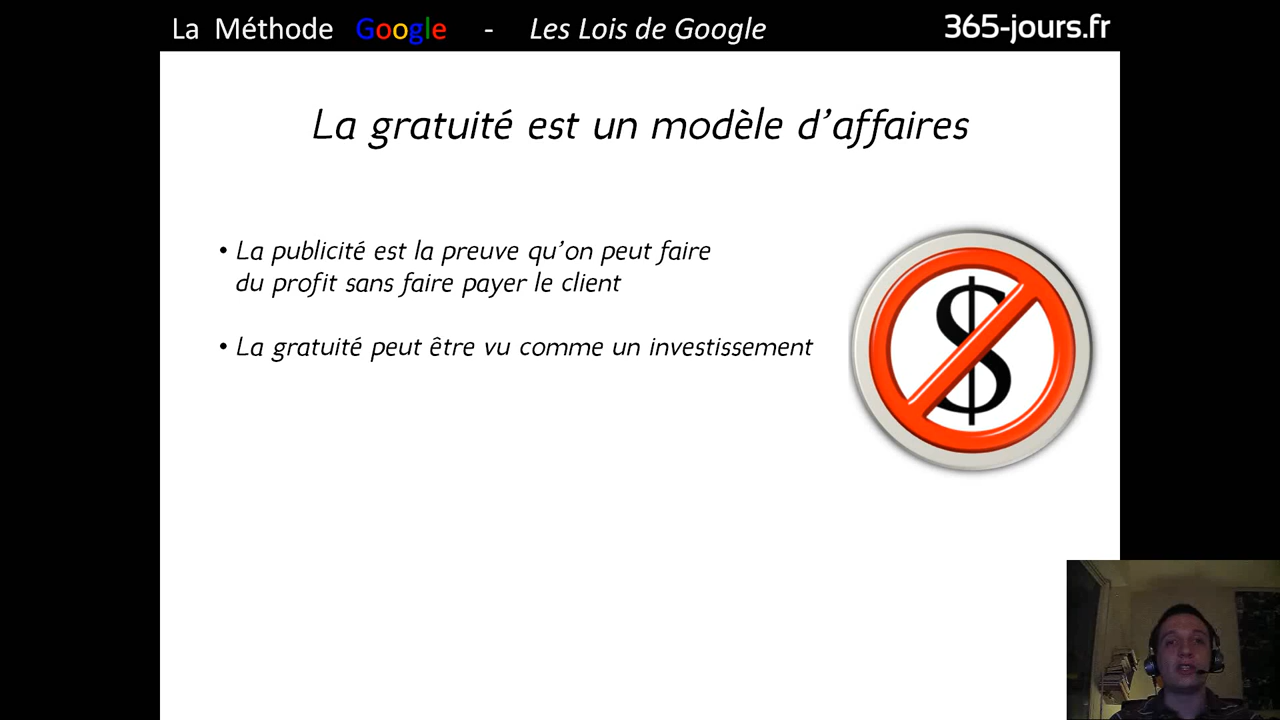 La Méthode Google - Les Lois de Google
365-jours.fr
La gratuité est un modèle d'affaires
• La publicité est la preuve qu'on peut faire
du profit sans faire payer le client
• La gratuité peut être vu comme un investissement
$